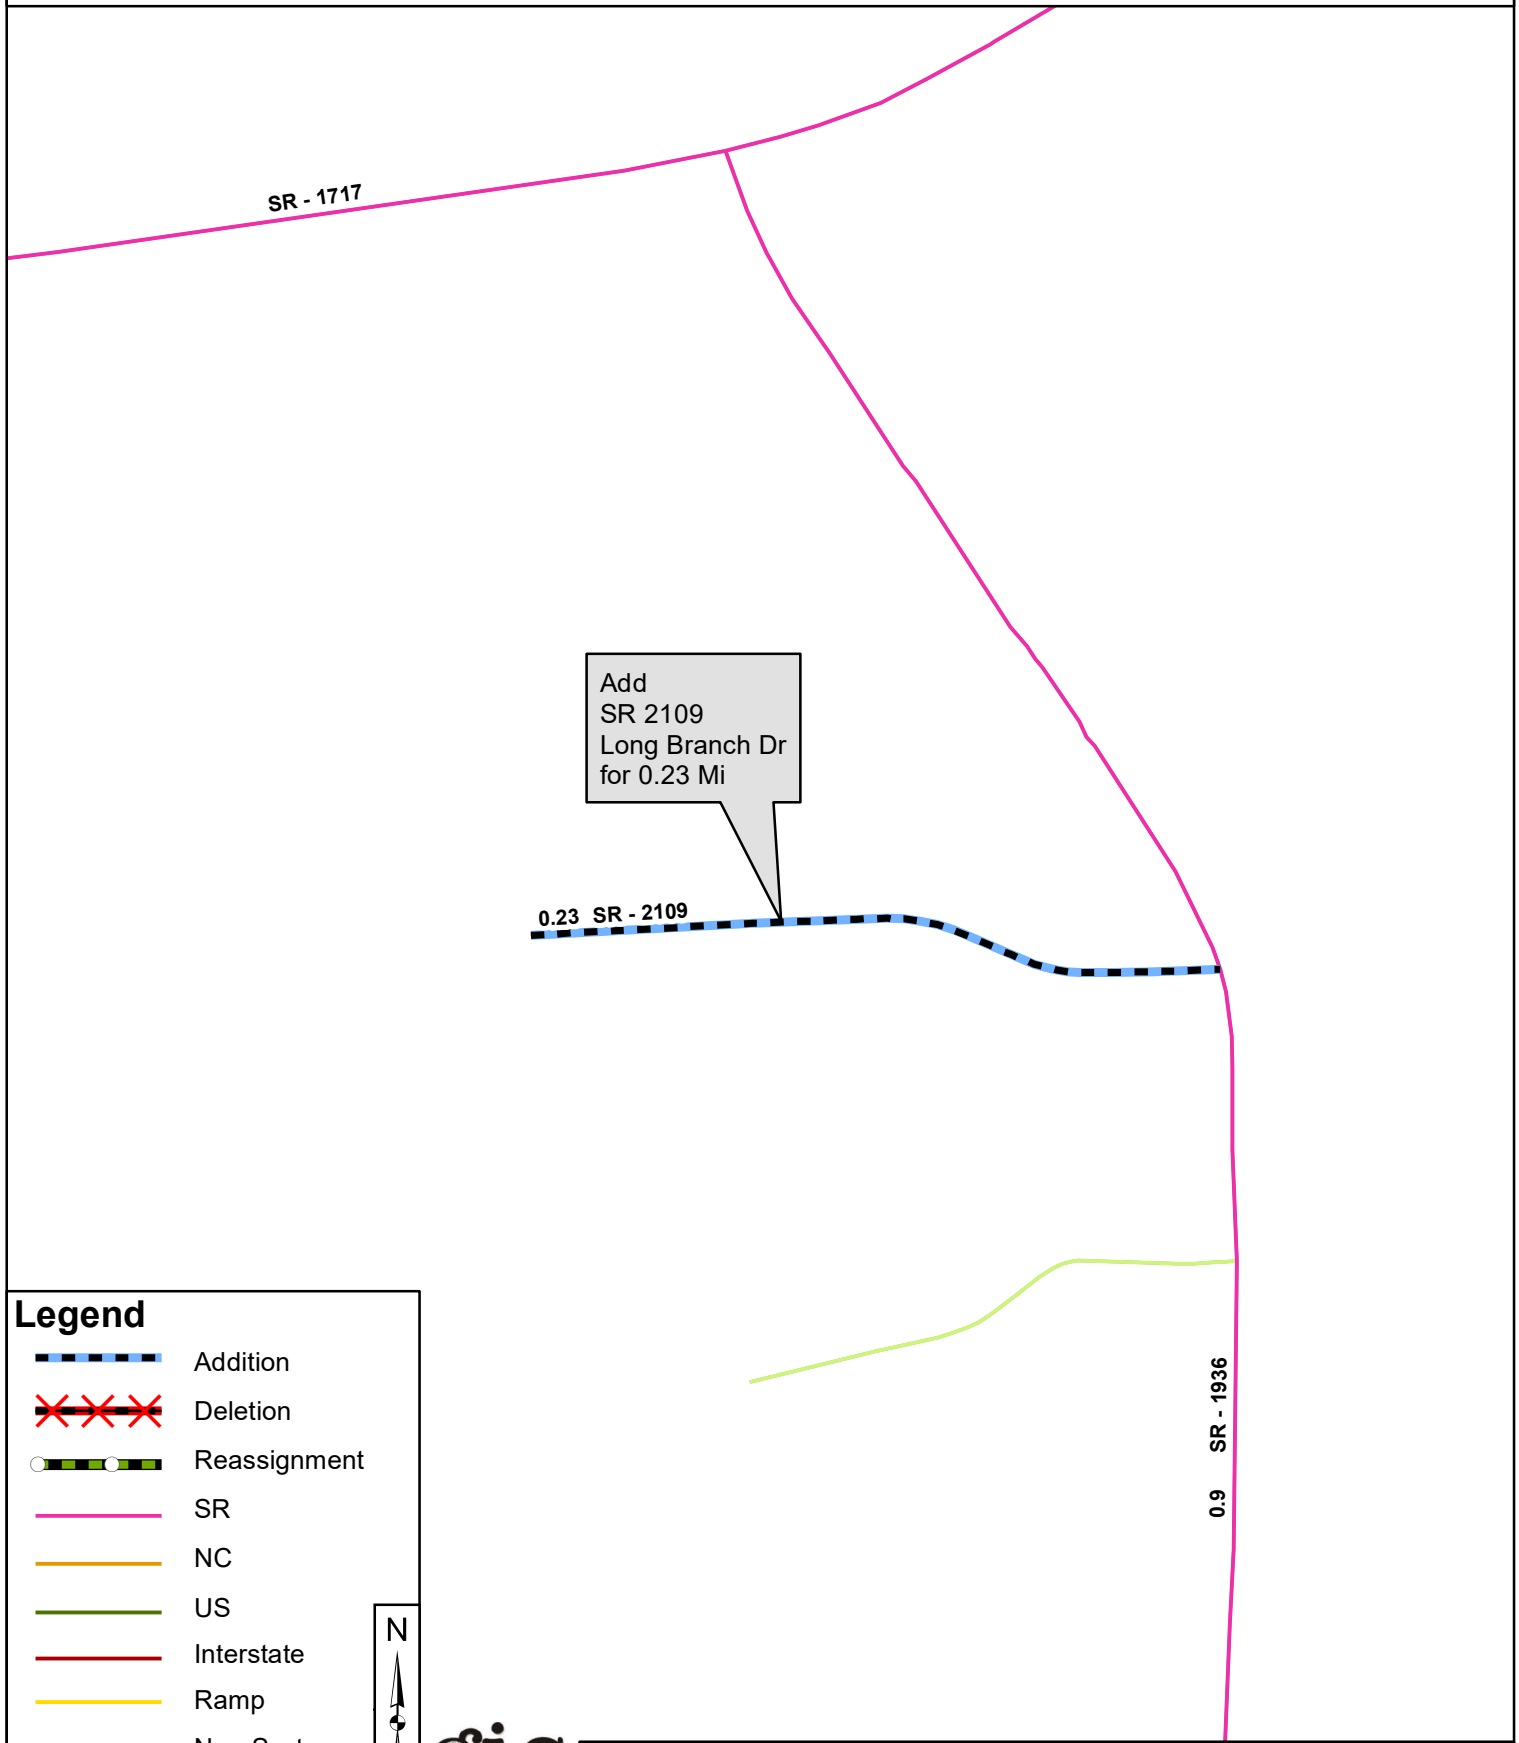 SR - 1717
Add
SR 2109
Long Branch Dr
for 0.23 Mi
0.23 SR - 2109
0.9 SR - 1936
Legend
Addition
Deletion
Reassignment
SR
NC
US
Interstate
Ramp
N